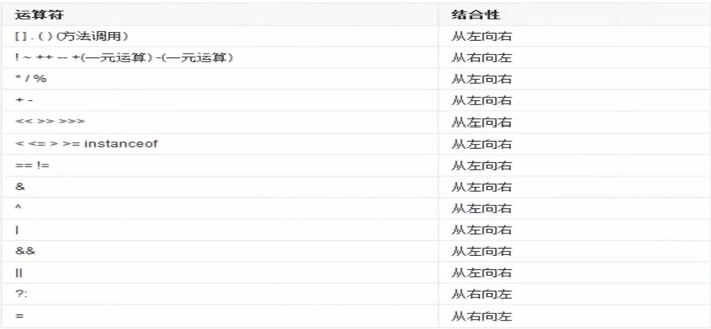 运算符 结合性
[ ] . ( ) (方法调用) 从左向右
! ~ ++ -- +(一元运算) -(一元运算) 从右向左
* / % 从左向右
+ - 从左向右
<< >> >>> 从左向右
< <= > >= instanceof 从左向右
== != 从左向右
& 从左向右
^ 从左向右
| 从左向右
&& 从左向右
|| 从左向右
?: 从右向左
= 从右向左